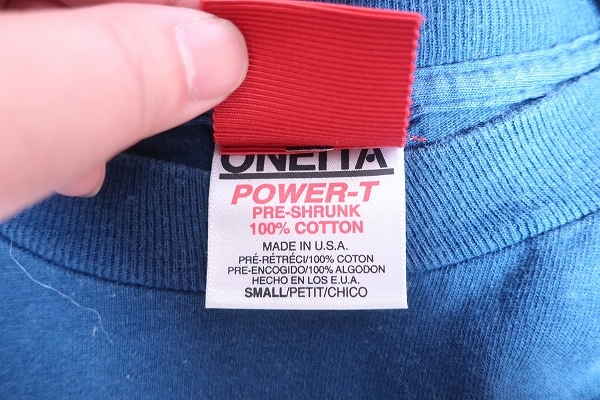 ONEITA
POWER-T
PRE-SHRUNK
100% COTTON
MADE IN U.S.A.
PRÉ-RÉTRÉCI/100% COTON
PRE-ENCOGIDO/100% ALGODON
HECHO EN LOS E.U.A.
SMALL/PETIT/CHICO